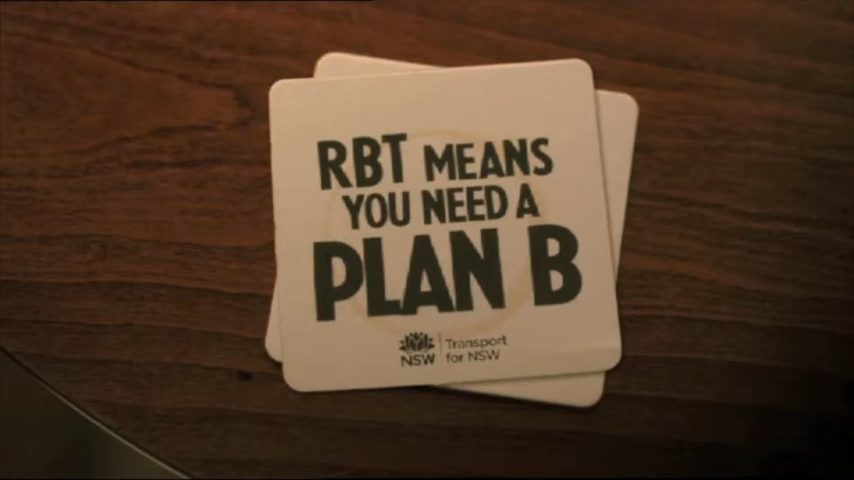 RBT MEANS
YOU NEED A
PLAN B
NSW
Transport
for NSW